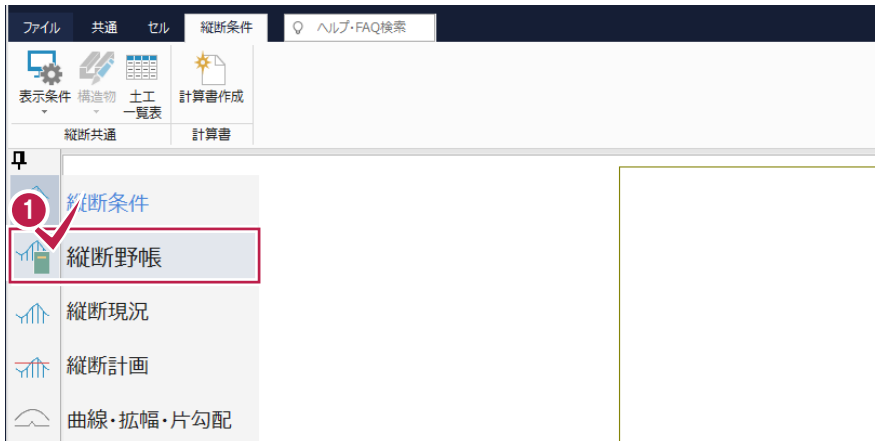 ファイル 共通 セル 縦断条件 ヘルプ・FAQ検索
表示条件 構造物 土工一覧表 計算書作成
縦断共通 計算書
縦断条件
1
縦断野帳
縦断現況
縦断計画
曲線・拡幅・片勾配